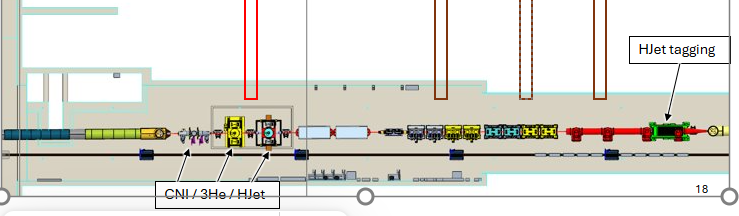 HJet tagging
CNI / 3He / HJet
18